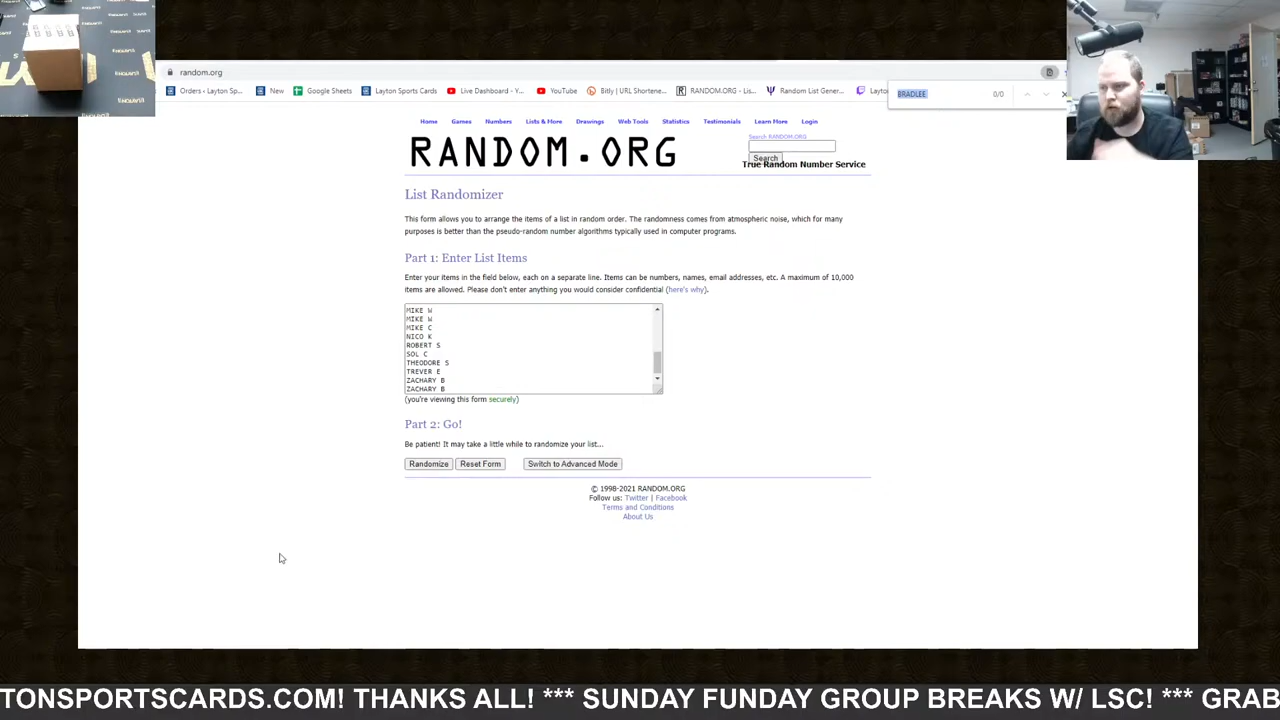 random.org
Orders ‹ Layton Sp... New Google Sheets Layton Sports Cards Live Dashboard - Y... YouTube Bitly | URL Shortene... RANDOM.ORG - Lis... Random List Gener...
BRADLEE 0/0
Home Games Numbers Lists & More Drawings Web Tools Statistics Testimonials Learn More Login
RANDOM.ORG
Search RANDOM.ORG
Search
True Random Number Service
List Randomizer
This form allows you to arrange the items of a list in random order. The randomness comes from atmospheric noise, which for many
purposes is better than the pseudo-random number algorithms typically used in computer programs.
Part 1: Enter List Items
Enter your items in the field below, each on a separate line. Items can be numbers, names, email addresses, etc. A maximum of 10,000
items are allowed. Please don't enter anything you would consider confidential (here's why).
MIKE W
MIKE W
MIKE C
NICO K
ROBERT S
SOL C
THEODORE S
TREVER E
ZACHARY B
ZACHARY B
(you're viewing this form securely)
Part 2: Go!
Be patient! It may take a little while to randomize your list...
Randomize Reset Form Switch to Advanced Mode
© 1998-2021 RANDOM.ORG
Follow us: Twitter | Facebook
Terms and Conditions
About Us
TONSPORTSCARDS.COM! THANKS ALL! *** SUNDAY FUNDAY GROUP BREAKS W/ LSC! *** GRAB